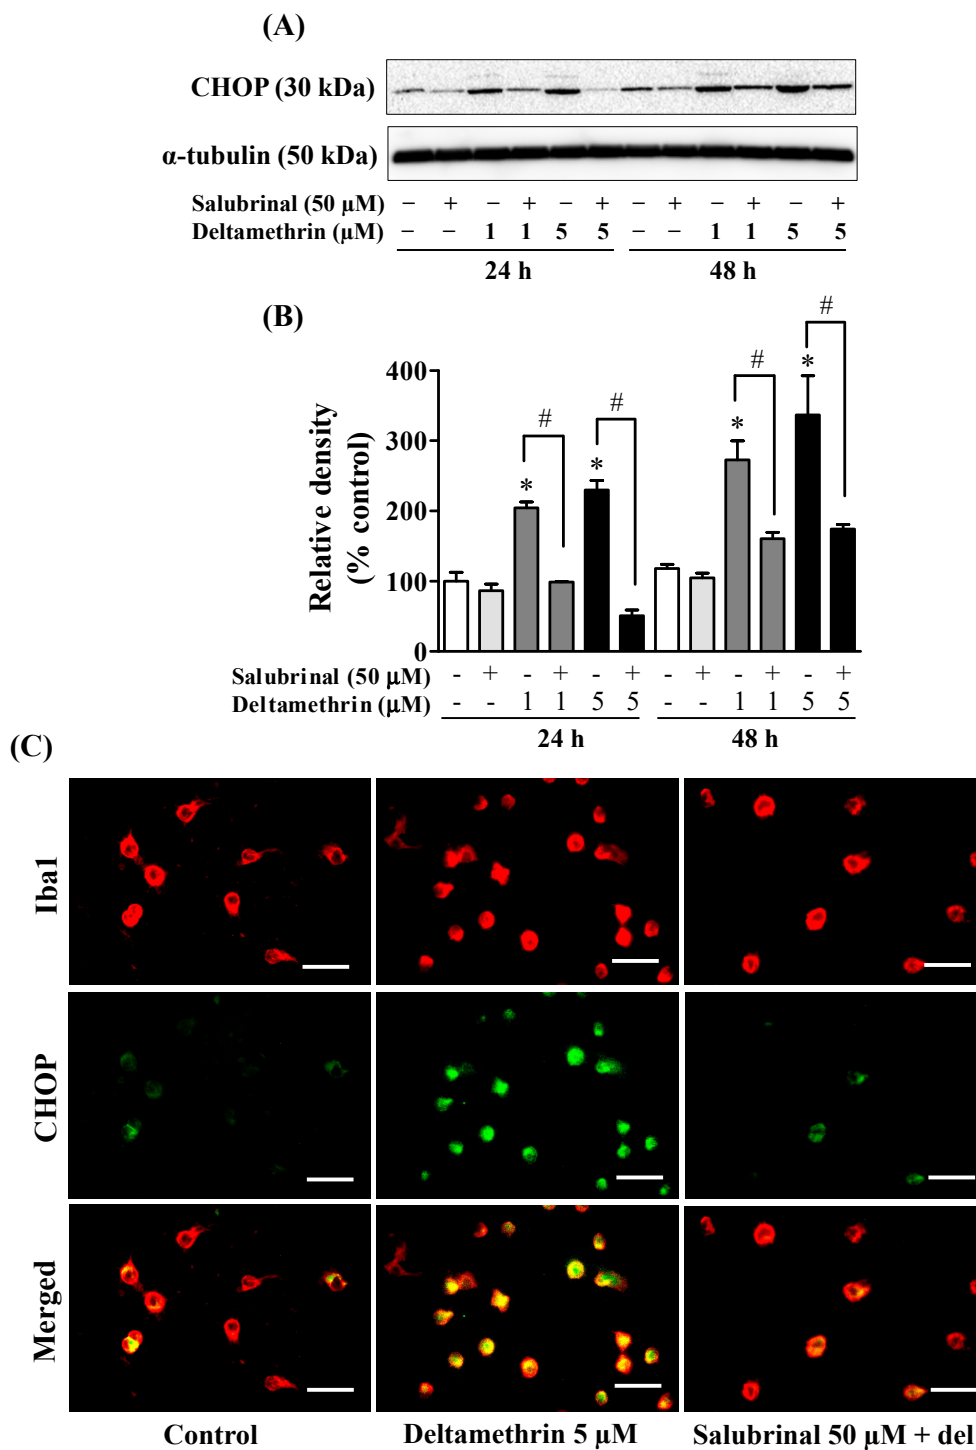 (A)
CHOP (30 kDa)
α-tubulin (50 kDa)
Salubrinal (50 μM) − + − + − + − + − + − +
Deltamethrin (μM) − − 1 1 5 5 − − 1 1 5 5
24 h 48 h
(B)
Relative density
(% control)
400
300
200
100
0
* # * # * # * #
Salubrinal (50 μM) - + - + - + - + - + - +
Deltamethrin (μM) - - 1 1 5 5 - - 1 1 5 5
24 h 48 h
(C)
Iba1
CHOP
Merged
Control Deltamethrin 5 μM Salubrinal 50 μM + del